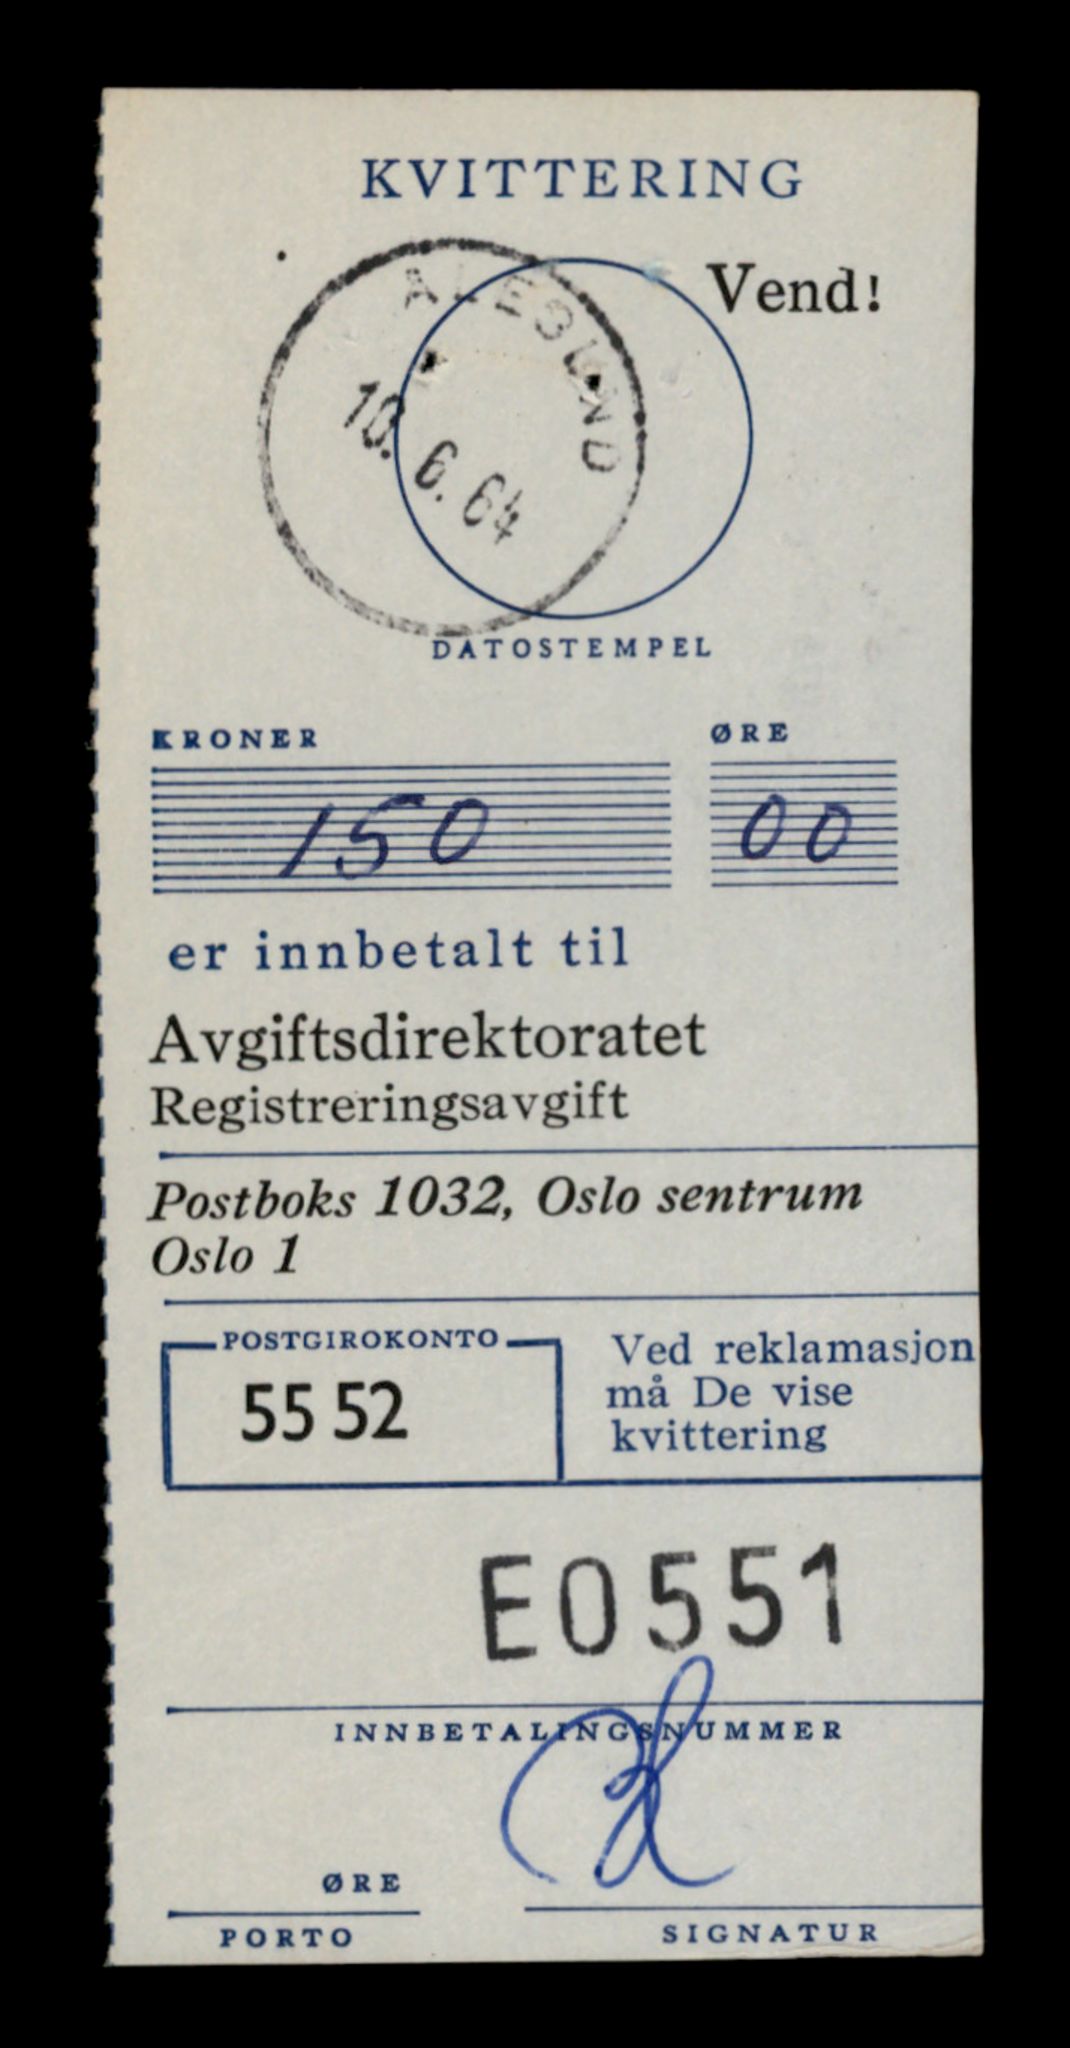 KVITTERING
Vend!
ÅLESUND
10. 6. 64
DATOSTEMPEL
KRONER ØRE
150 00
er innbetalt til
Avgiftsdirektoratet
Registreringsavgift
Postboks 1032, Oslo sentrum
Oslo 1
POSTGIROKONTO
55 52
Ved reklamasjon
må De vise
kvittering
E0551
INNBETALINGSNUMMER
ØRE
PORTO
SIGNATUR